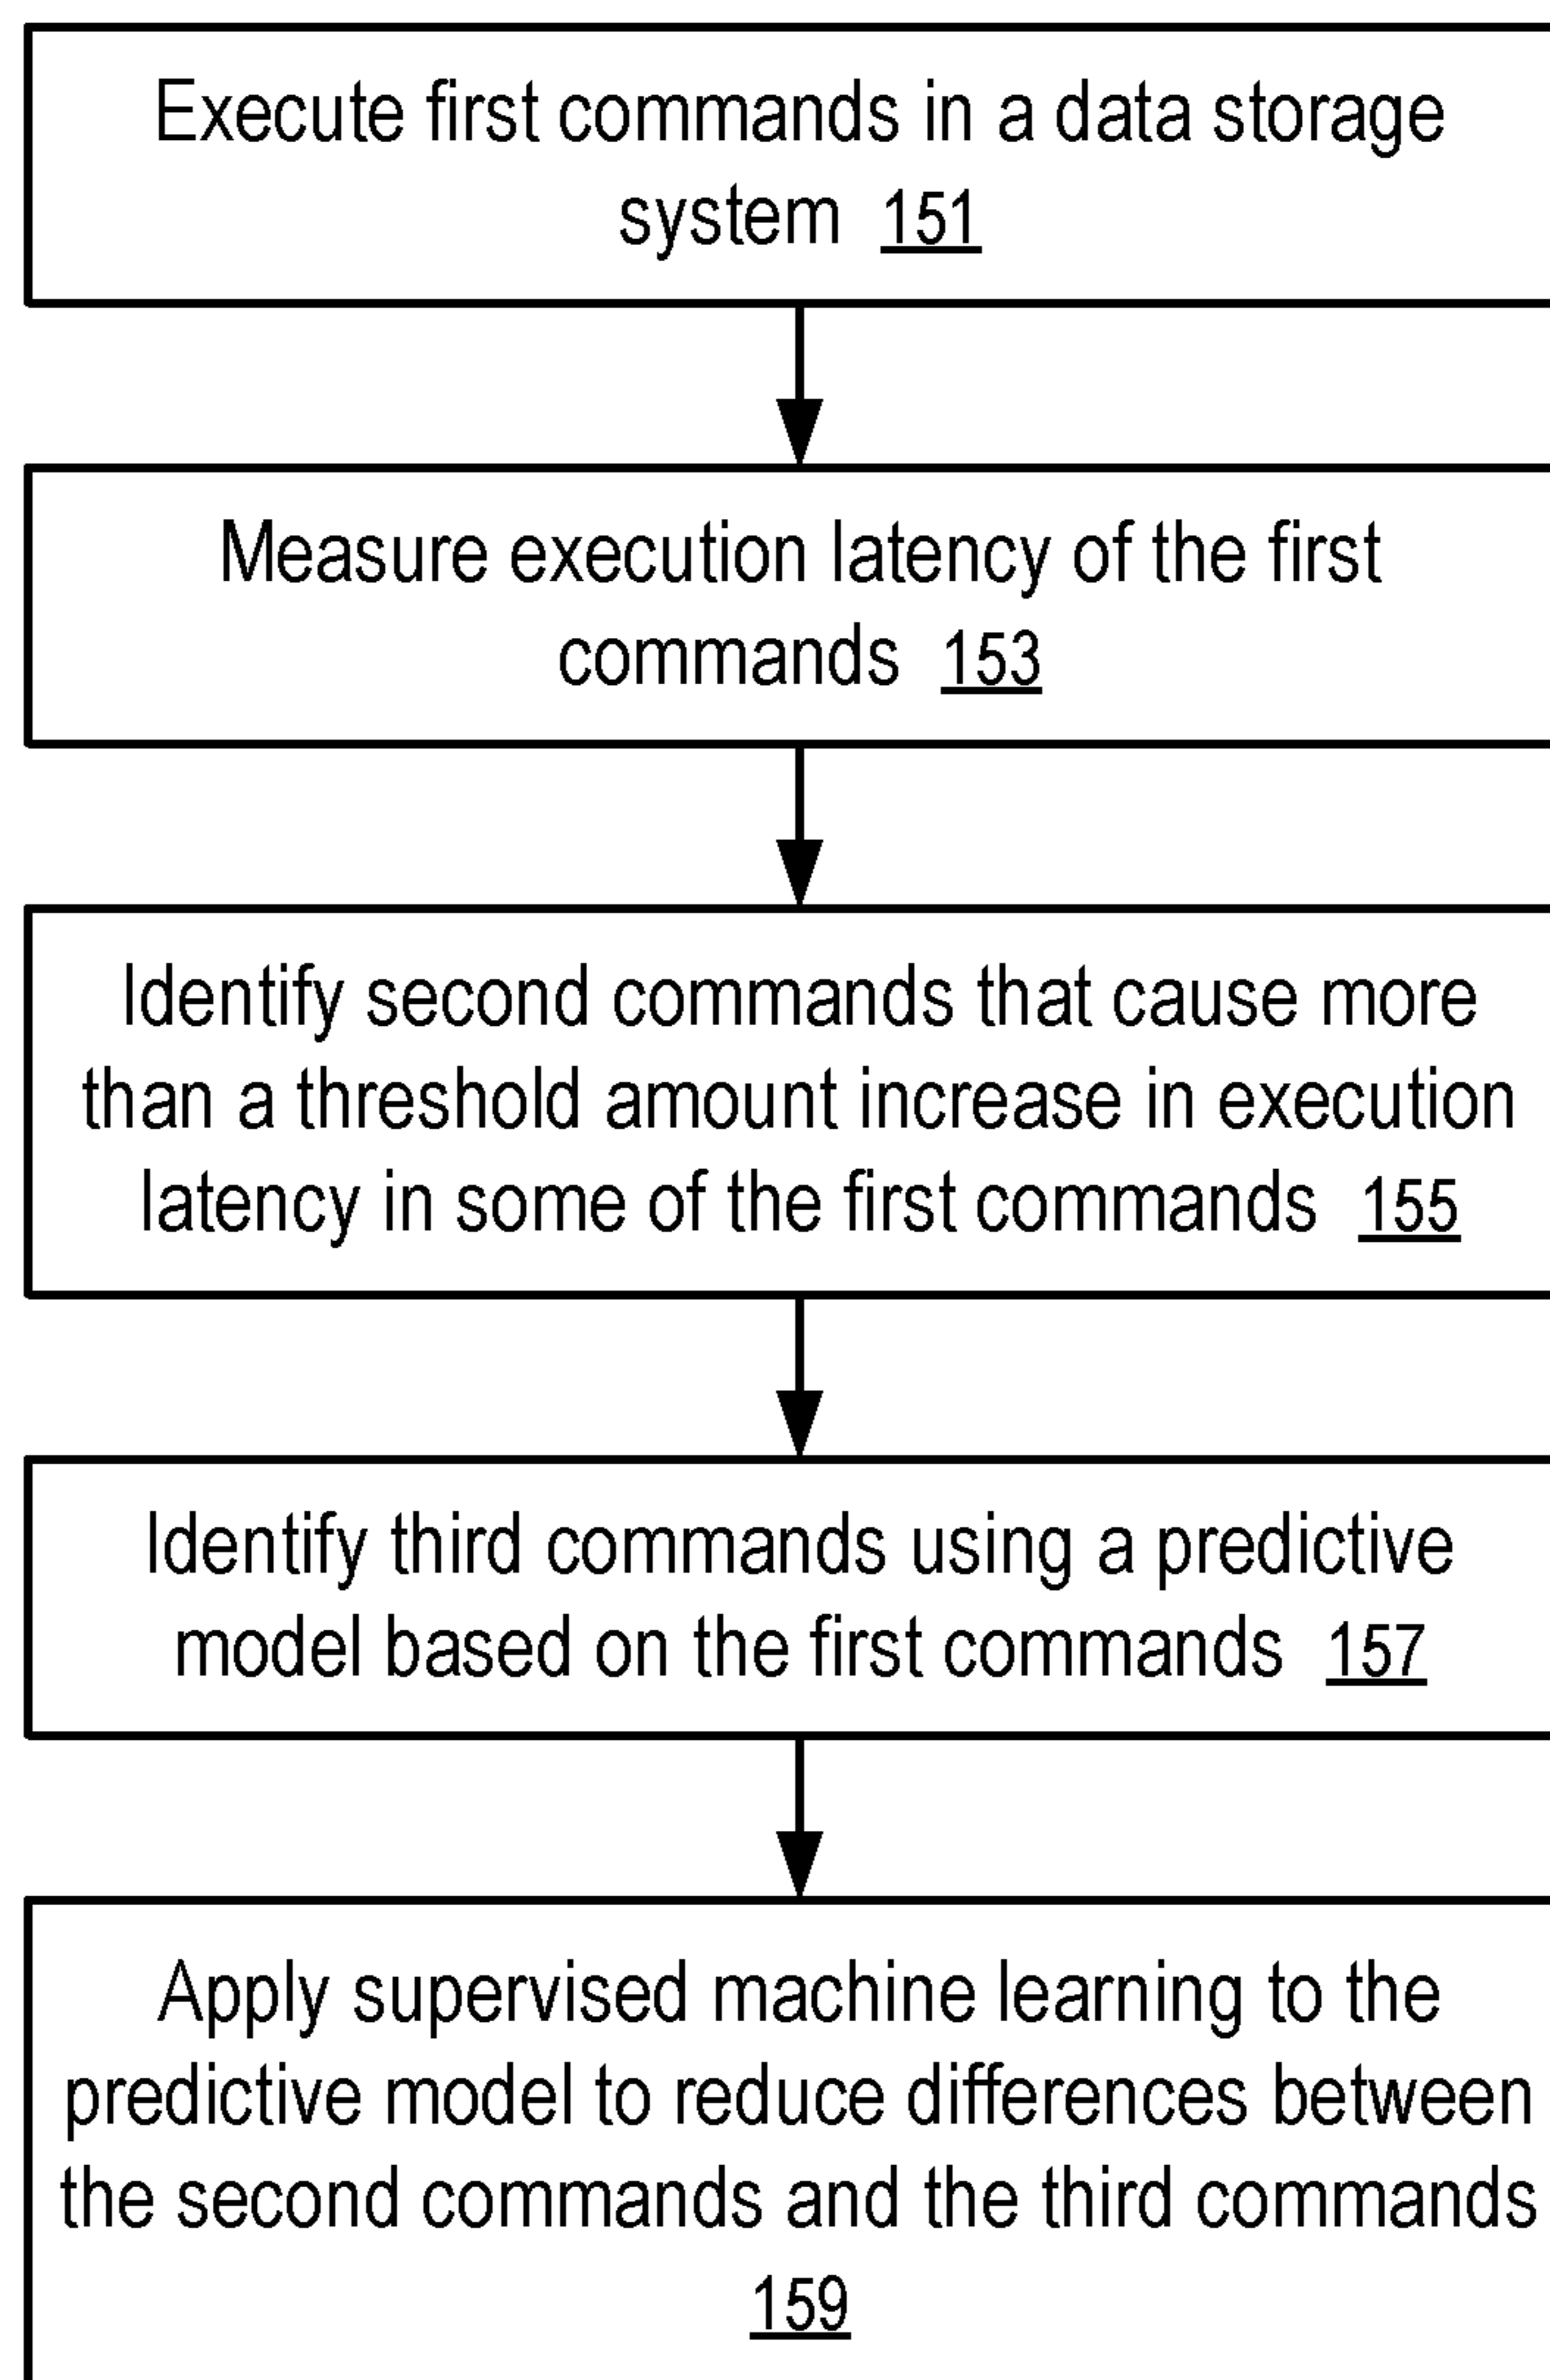 Execute first commands in a data storage
system 151
Measure execution latency of the first
commands 153
Identify second commands that cause more
than a threshold amount increase in execution
latency in some of the first commands 155
Identify third commands using a predictive
model based on the first commands 157
Apply supervised machine learning to the
predictive model to reduce differences between
the second commands and the third commands
159